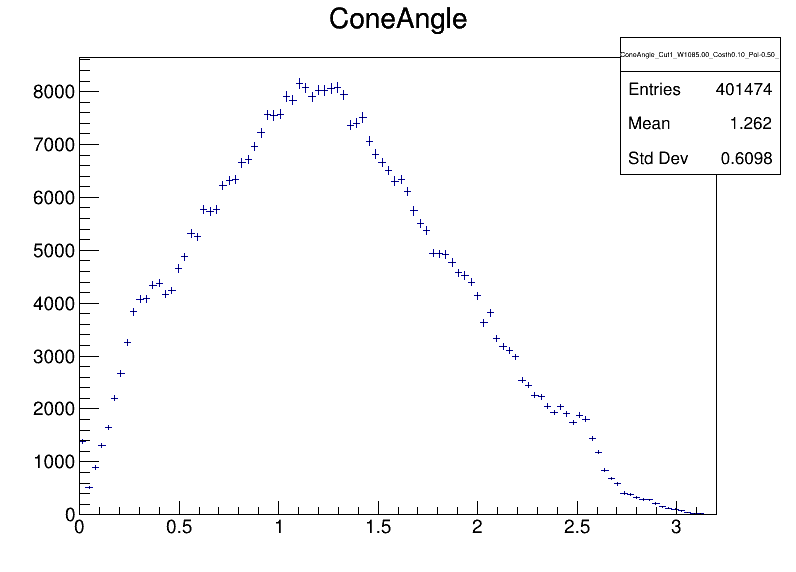 ConeAngle
ConeAngle_Cut1_W1085.00_Costh0.10_Pol-0.50_
Entries 401474
Mean 1.262
Std Dev 0.6098
8000
7000
6000
5000
4000
3000
2000
1000
0
0 0.5 1 1.5 2 2.5 3